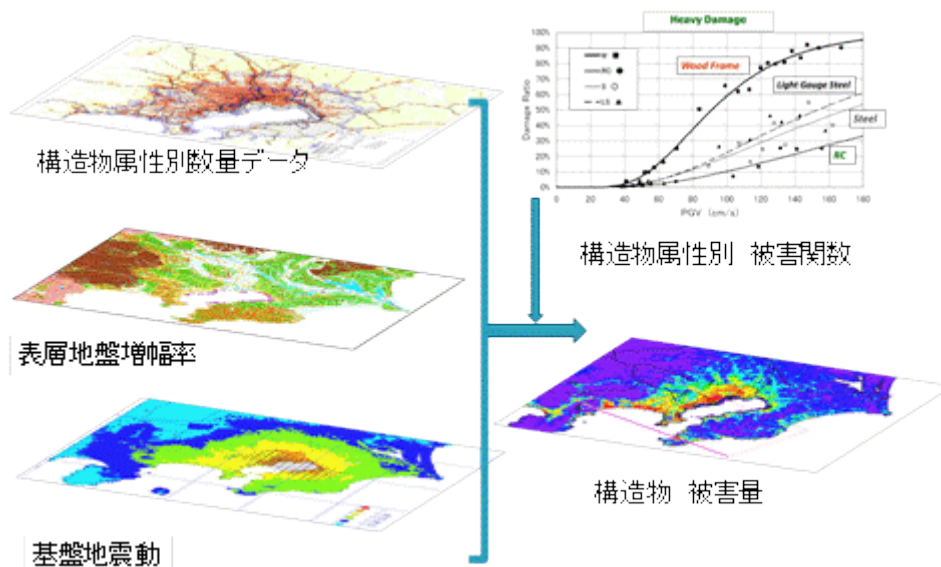 構造物属性別数量データ
表層地盤増幅率
基盤地震動
Heavy Damage
100%
90%
80%
70%
60%
50%
40%
30%
20%
10%
0%
Damage Ratio
W
RC
S
LS
Wood Frame
Light Gauge Steel
Steel
RC
0 20 40 60 80 100 120 140 160 180
PGV (cm/s)
構造物属性別 被害関数
構造物 被害量